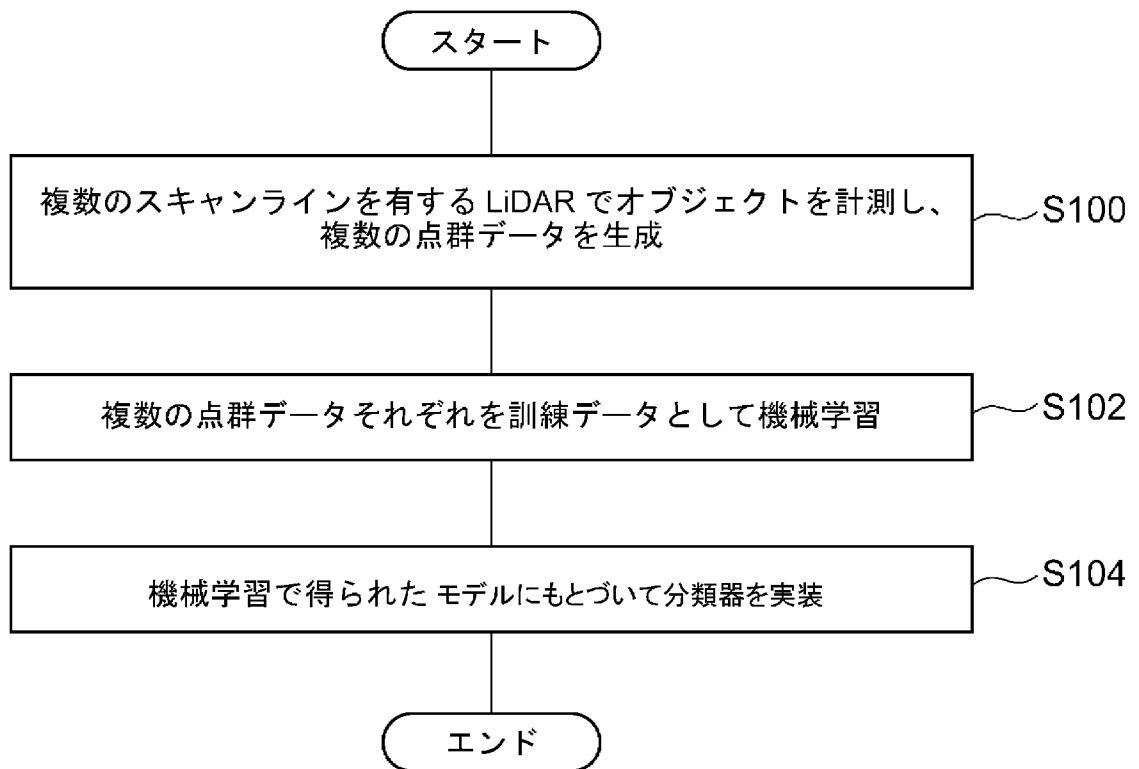 スタート
複数のスキャンラインを有する LiDAR でオブジェクトを計測し、
複数の点群データを生成
S100
複数の点群データそれぞれを訓練データとして機械学習
S102
機械学習で得られた モデルにもとづいて分類器を実装
S104
エンド